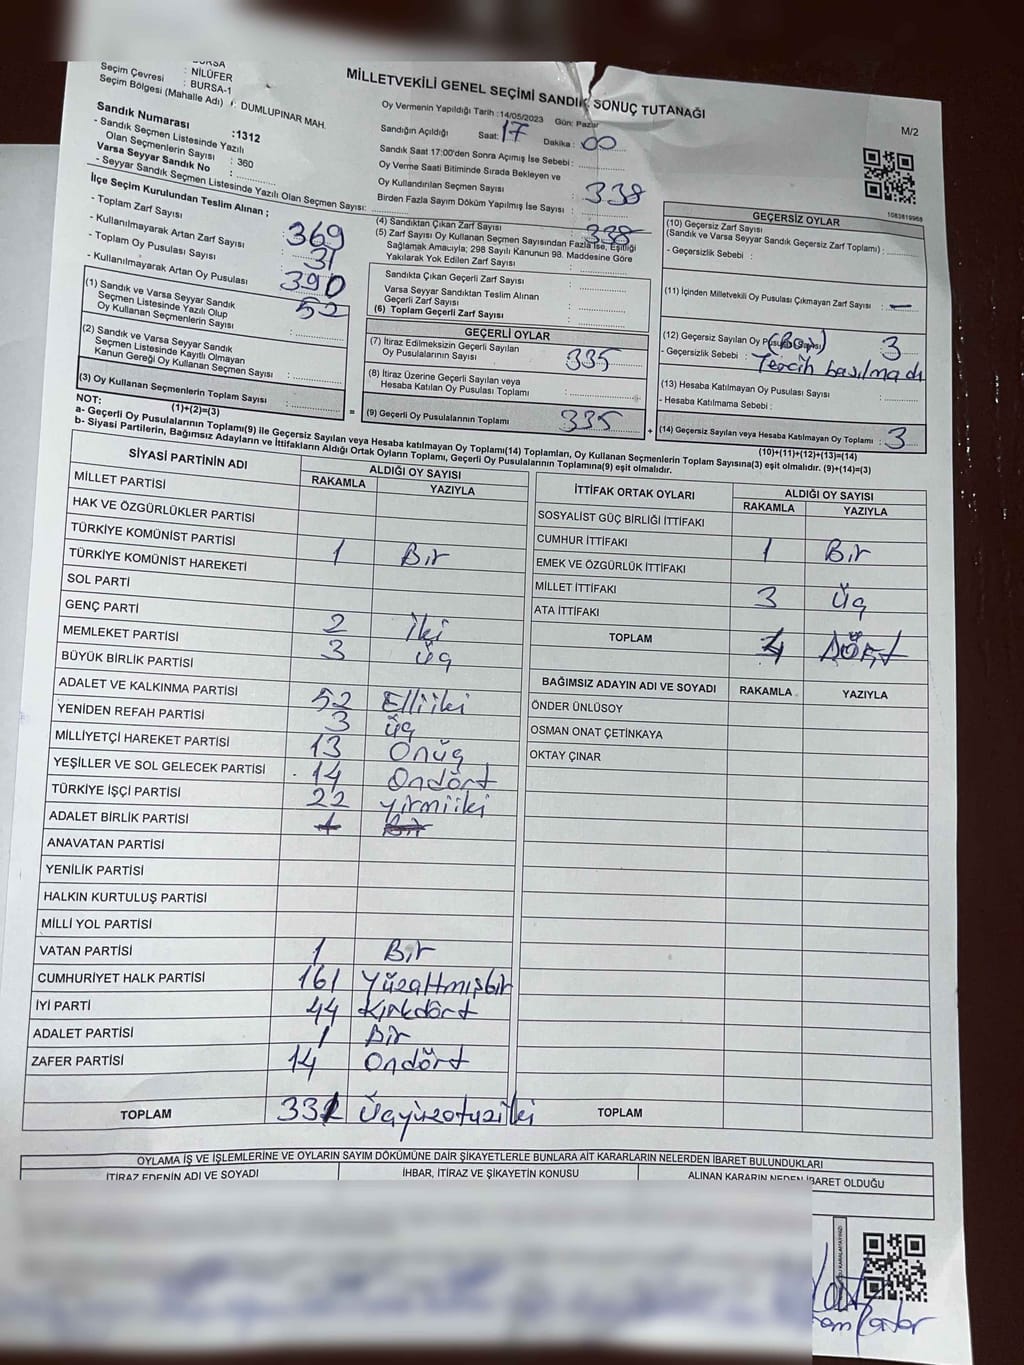 BURSA
Seçim Çevresi : NİLÜFER
: BURSA-1
Seçim Bölgesi (Mahalle Adı) : DUMLUPINAR MAH.
MİLLETVEKİLİ GENEL SEÇİMİ SANDIK SONUÇ TUTANAĞI
M/2
Sandık Numarası :1312
- Sandık Seçmen Listesinde Yazılı
Olan Seçmenlerin Sayısı : 360
Varsa Seyyar Sandık No :
- Seyyar Sandık Seçmen Listesinde Yazılı Olan Seçmen Sayısı:
Oy Vermenin Yapıldığı Tarih :14/05/2023 Gün: Pazar
Sandığın Açıldığı Saat: 17 Dakika : 00
Sandık Saat 17:00'den Sonra Açımış İse Sebebi :
Oy Verme Saati Bitiminde Sırada Bekleyen ve
Oy Kullandırılan Seçmen Sayısı : 338
Birden Fazla Sayım Döküm Yapılmış İse Sayısı :
İlçe Seçim Kurulundan Teslim Alınan ;
- Toplam Zarf Sayısı : 369
- Kullanılmayarak Artan Zarf Sayısı : 31
- Toplam Oy Pusulası Sayısı : 390
- Kullanılmayarak Artan Oy Pusulası : 52
(1) Sandık ve Varsa Seyyar Sandık
Seçmen Listesinde Yazılı Olup
Oy Kullanan Seçmenlerin Sayısı :
(2) Sandık ve Varsa Seyyar Sandık
Seçmen Listesinde Kayıtlı Olmayan
Kanun Gereği Oy Kullanan Seçmen Sayısı :
(3) Oy Kullanan Seçmenlerin Toplam Sayısı :
(1)+(2)=(3)
(4) Sandıktan Çıkan Zarf Sayısı : 338
(5) Zarf Sayısı Oy Kullanan Seçmen Sayısından Fazla İse, Eşitliği
Sağlamak Amacıyla; 298 Sayılı Kanunun 98. Maddesine Göre
Yakılarak Yok Edilen Zarf Sayısı :
Sandıkta Çıkan Geçerli Zarf Sayısı :
Varsa Seyyar Sandıktan Teslim Alınan
Geçerli Zarf Sayısı :
(6) Toplam Geçerli Zarf Sayısı :
GEÇERLİ OYLAR
(7) İtiraz Edilmeksizin Geçerli Sayılan
Oy Pusulalarının Sayısı : 335
(8) İtiraz Üzerine Geçerli Sayılan veya
Hesaba Katılan Oy Pusulası Toplamı :
= (9) Geçerli Oy Pusulalarının Toplamı : 335
1083819968
GEÇERSİZ OYLAR
(10) Geçersiz Zarf Sayısı
(Sandık ve Varsa Seyyar Sandık Geçersiz Zarf Toplamı) :
- Geçersizlik Sebebi :
(11) İçinden Milletvekili Oy Pusulası Çıkmayan Zarf Sayısı : -
(12) Geçersiz Sayılan Oy Pusulası Sayısı : 3
- Geçersizlik Sebebi : Tercih basılmadı
(13) Hesaba Katılmayan Oy Pusulası Sayısı :
- Hesaba Katılmama Sebebi :
+ (14) Geçersiz Sayılan veya Hesaba Katılmayan Oy Toplamı : 3
(10)+(11)+(12)+(13)=(14)
NOT:
a- Geçerli Oy Pusulalarının Toplamı(9) ile Geçersiz Sayılan veya Hesaba katılmayan Oy Toplamı(14) Toplamları, Oy Kullanan Seçmenlerin Toplam Sayısına(3) eşit olmalıdır. (9)+(14)=(3)
b- Siyasi Partilerin, Bağımsız Adayların ve İttifakların Aldığı Ortak Oyların Toplamı, Geçerli Oy Pusulalarının Toplamına(9) eşit olmalıdır.
SİYASİ PARTİNİN ADI ALDIĞI OY SAYISI
RAKAMLA YAZIYLA
MİLLET PARTİSİ
HAK VE ÖZGÜRLÜKLER PARTİSİ
TÜRKİYE KOMÜNİST PARTİSİ
TÜRKİYE KOMÜNİST HAREKETİ 1 Bir
SOL PARTİ
GENÇ PARTİ
MEMLEKET PARTİSİ 2 İki
BÜYÜK BİRLİK PARTİSİ 3 Üç
ADALET VE KALKINMA PARTİSİ 52 Elliiki
YENİDEN REFAH PARTİSİ 3 Üç
MİLLİYETÇİ HAREKET PARTİSİ 13 Onüç
YEŞİLLER VE SOL GELECEK PARTİSİ 14 Ondört
TÜRKİYE İŞÇİ PARTİSİ 22 Yirmiiki
ADALET BİRLİK PARTİSİ 1 Bir
ANAVATAN PARTİSİ
YENİLİK PARTİSİ
HALKIN KURTULUŞ PARTİSİ
MİLLİ YOL PARTİSİ
VATAN PARTİSİ 1 Bir
CUMHURİYET HALK PARTİSİ 161 Yüzaltmışbir
İYİ PARTİ 44 Kırkdört
ADALET PARTİSİ 1 Bir
ZAFER PARTİSİ 14 Ondört
TOPLAM 331 Üçyüzotuziki
İTTİFAK ORTAK OYLARI ALDIĞI OY SAYISI
RAKAMLA YAZIYLA
SOSYALİST GÜÇ BİRLİĞİ İTTİFAKI
CUMHUR İTTİFAKI 1 Bir
EMEK VE ÖZGÜRLÜK İTTİFAKI
MİLLET İTTİFAKI 3 Üç
ATA İTTİFAKI
TOPLAM 4 DÖRT
BAĞIMSIZ ADAYIN ADI VE SOYADI RAKAMLA YAZIYLA
ÖNDER ÜNLÜSOY
OSMAN ONAT ÇETİNKAYA
OKTAY ÇINAR
TOPLAM
OYLAMA İŞ VE İŞLEMLERİNE VE OYLARIN SAYIM DÖKÜMÜNE DAİR ŞİKAYETLERLE BUNLARA AİT KARARLARIN NELERDEN İBARET BULUNDUKLARI
İTİRAZ EDENİN ADI VE SOYADI İHBAR, İTİRAZ VE ŞİKAYETİN KONUSU ALINAN KARARIN NEDEN İBARET OLDUĞU